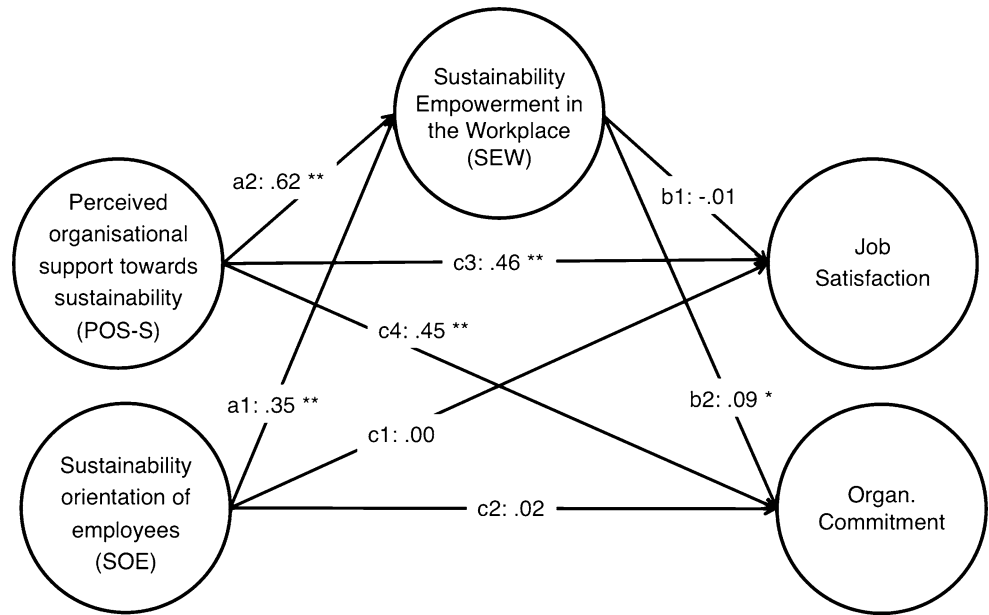 Sustainability
Empowerment in
the Workplace
(SEW)
a2: .62 **
b1: -.01
Perceived
organisational
support towards
sustainability
(POS-S)
c3: .46 **
Job
Satisfaction
c4: .45 **
a1: .35 **
b2: .09 *
c1: .00
Sustainability
orientation of
employees
(SOE)
c2: .02
Organ.
Commitment